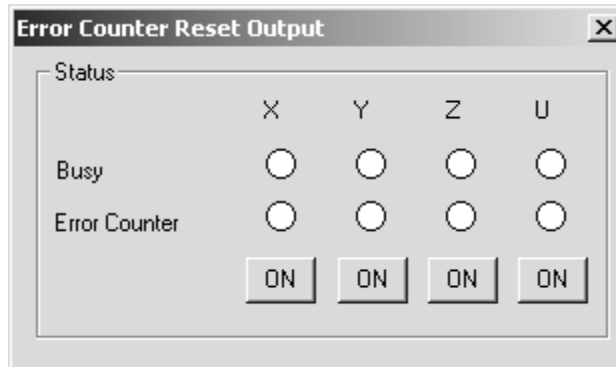 Error Counter Reset Output
Status
X Y Z U
Busy
Error Counter
ON ON ON ON